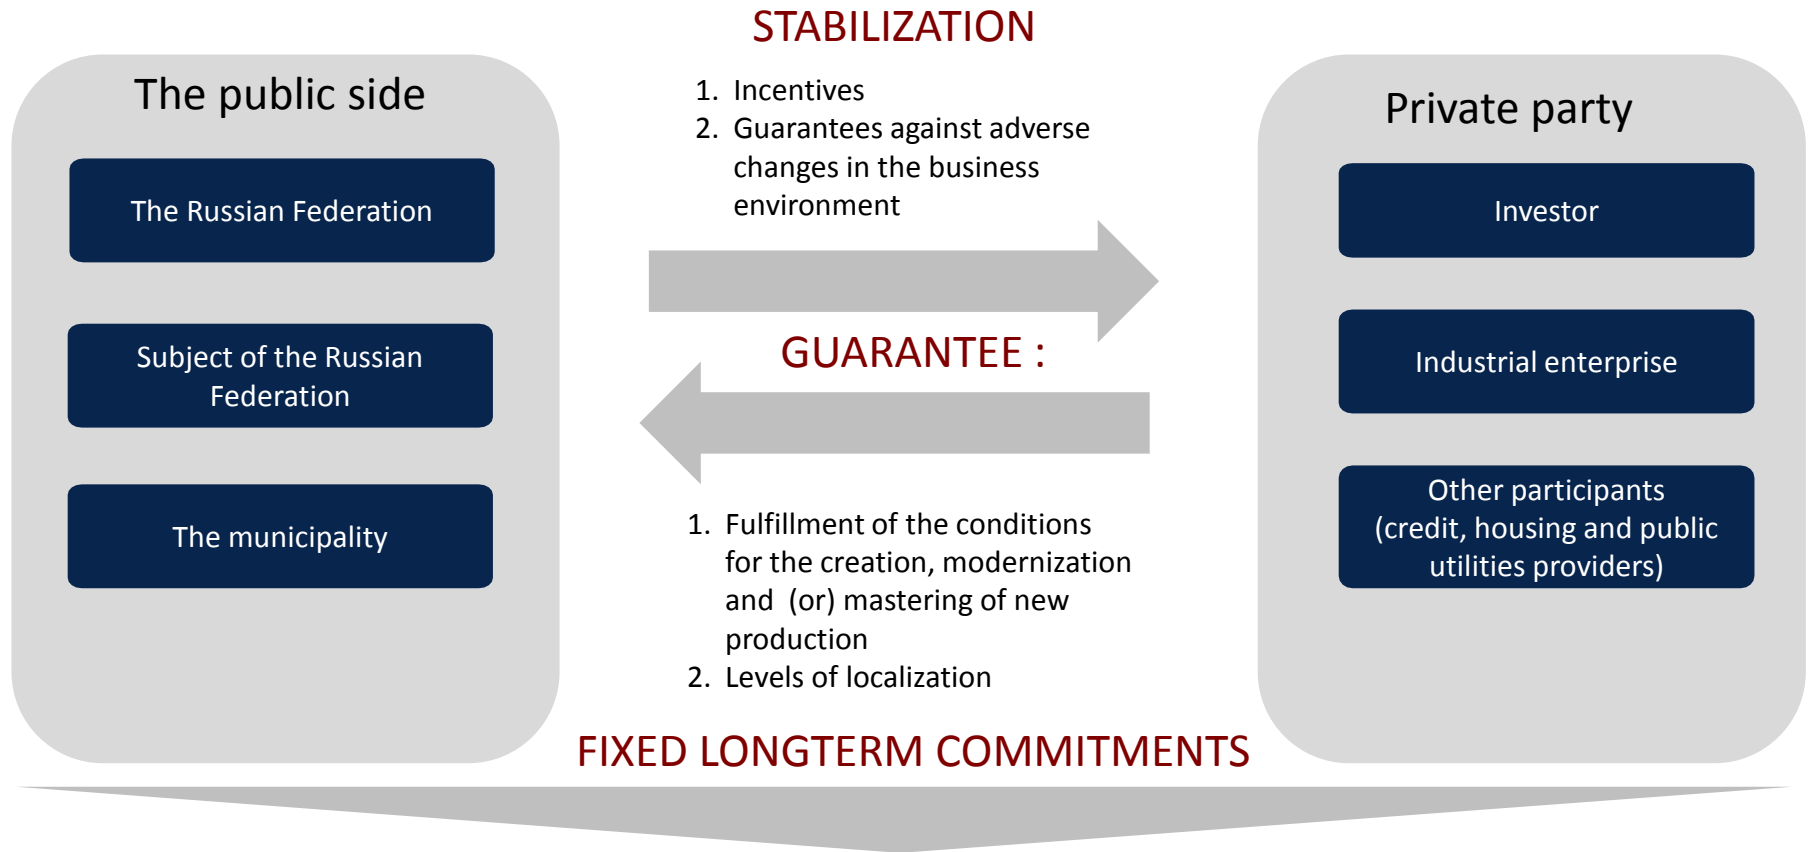 STABILIZATION
The public side
The Russian Federation
Subject of the Russian
Federation
The municipality
1. Incentives
2. Guarantees against adverse
changes in the business
environment
GUARANTEE :
1. Fulfillment of the conditions
for the creation, modernization
and (or) mastering of new
production
2. Levels of localization
Private party
Investor
Industrial enterprise
Other participants
(credit, housing and public
utilities providers)
FIXED LONGTERM COMMITMENTS